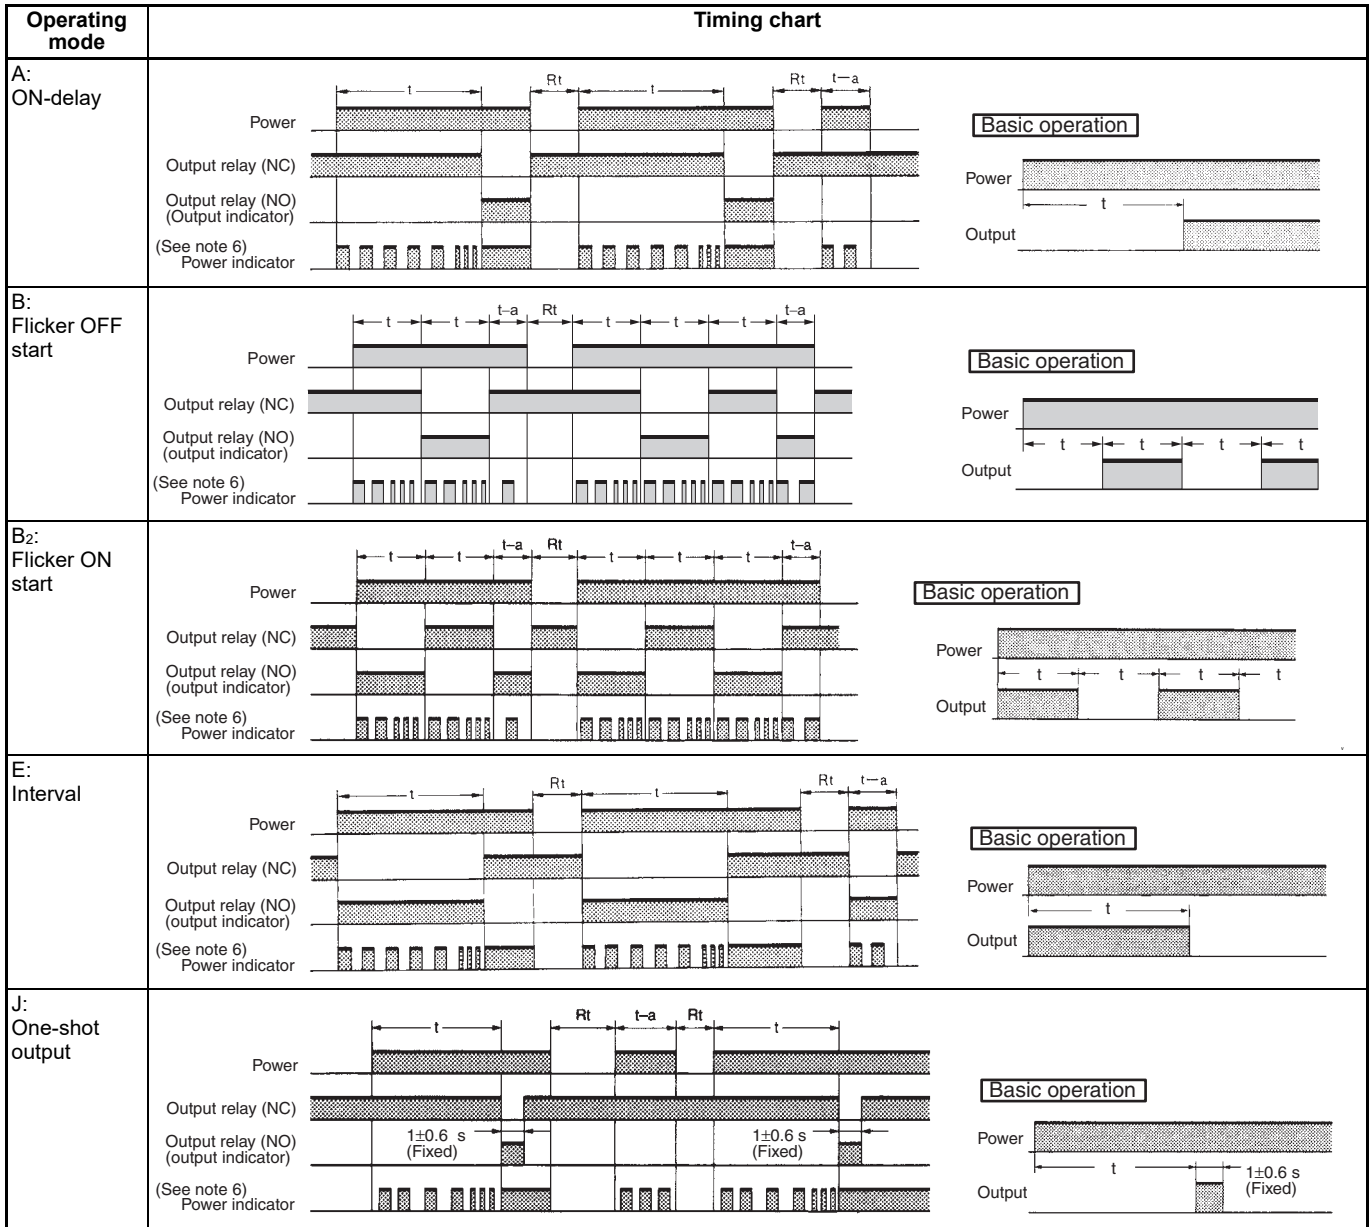 Operating mode
Timing chart
A:
ON-delay
t
Rt
t
Rt
t−a
Power
Output relay (NC)
Output relay (NO)
(Output indicator)
(See note 6)
Power indicator
Basic operation
Power
t
Output
B:
Flicker OFF
start
t
t
t–a
Rt
t
t
t
t–a
Power
Output relay (NC)
Output relay (NO)
(output indicator)
(See note 6)
Power indicator
Basic operation
Power
t
t
t
t
Output
B2:
Flicker ON
start
t
t
t–a
Rt
t
t
t
t–a
Power
Output relay (NC)
Output relay (NO)
(output indicator)
(See note 6)
Power indicator
Basic operation
Power
t
t
t
t
Output
E:
Interval
t
Rt
t
Rt
t−a
Power
Output relay (NC)
Output relay (NO)
(output indicator)
(See note 6)
Power indicator
Basic operation
Power
t
Output
J:
One-shot
output
t
Rt
t–a
Rt
t
Power
Output relay (NC)
Output relay (NO)
(output indicator)
1±0.6 s
(Fixed)
1±0.6 s
(Fixed)
(See note 6)
Power indicator
Basic operation
Power
t
1±0.6 s
(Fixed)
Output